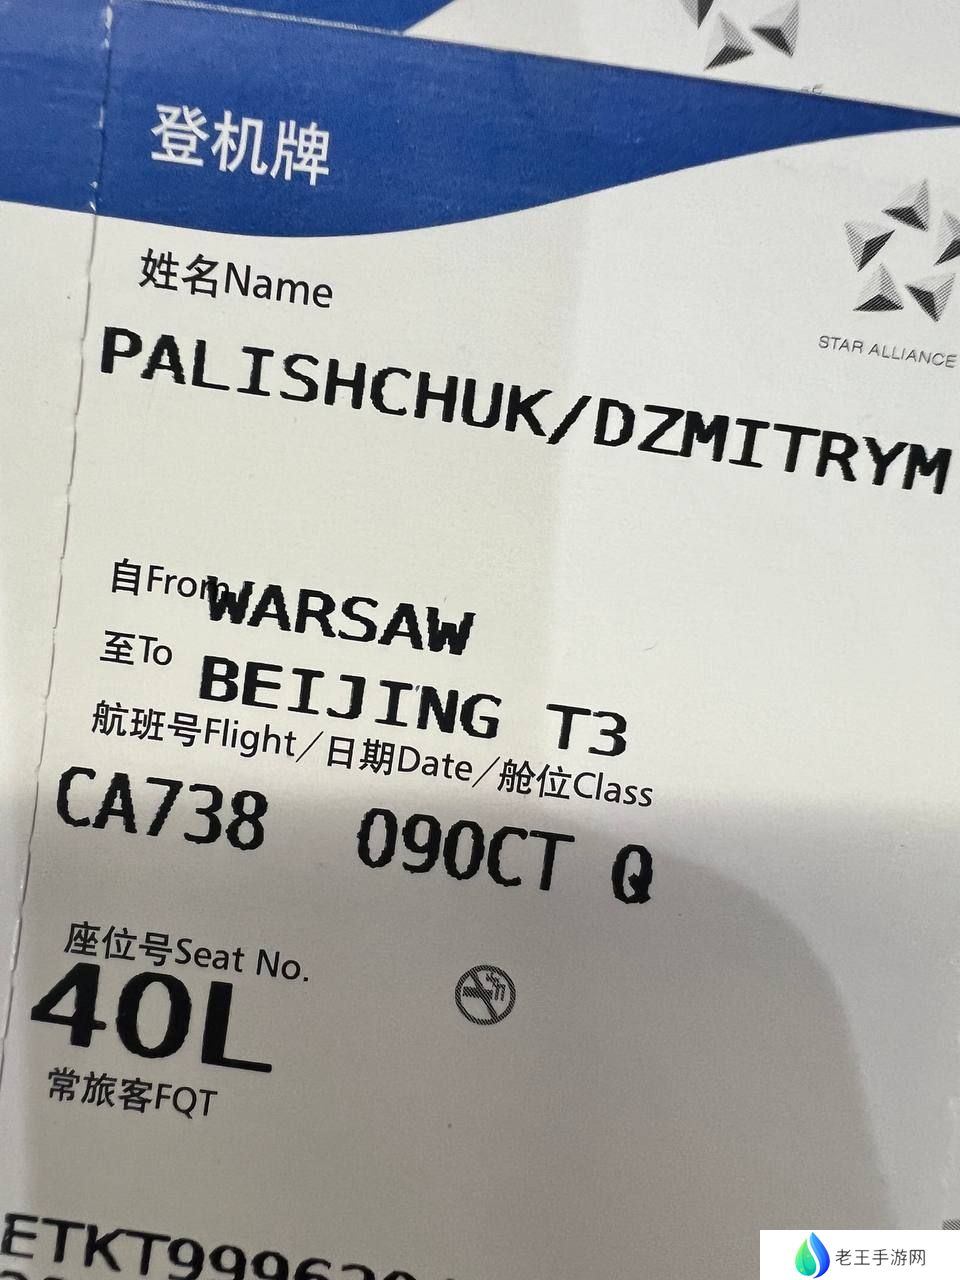 登机牌
STAR ALLIANCE
姓名Name
PALISHCHUK/DZMITRYM
自From WARSAW
至To BEIJING T3
航班号Flight/日期Date/舱位Class
CA738 09OCT Q
座位号Seat No.
40L
常旅客FQT
老王手游网